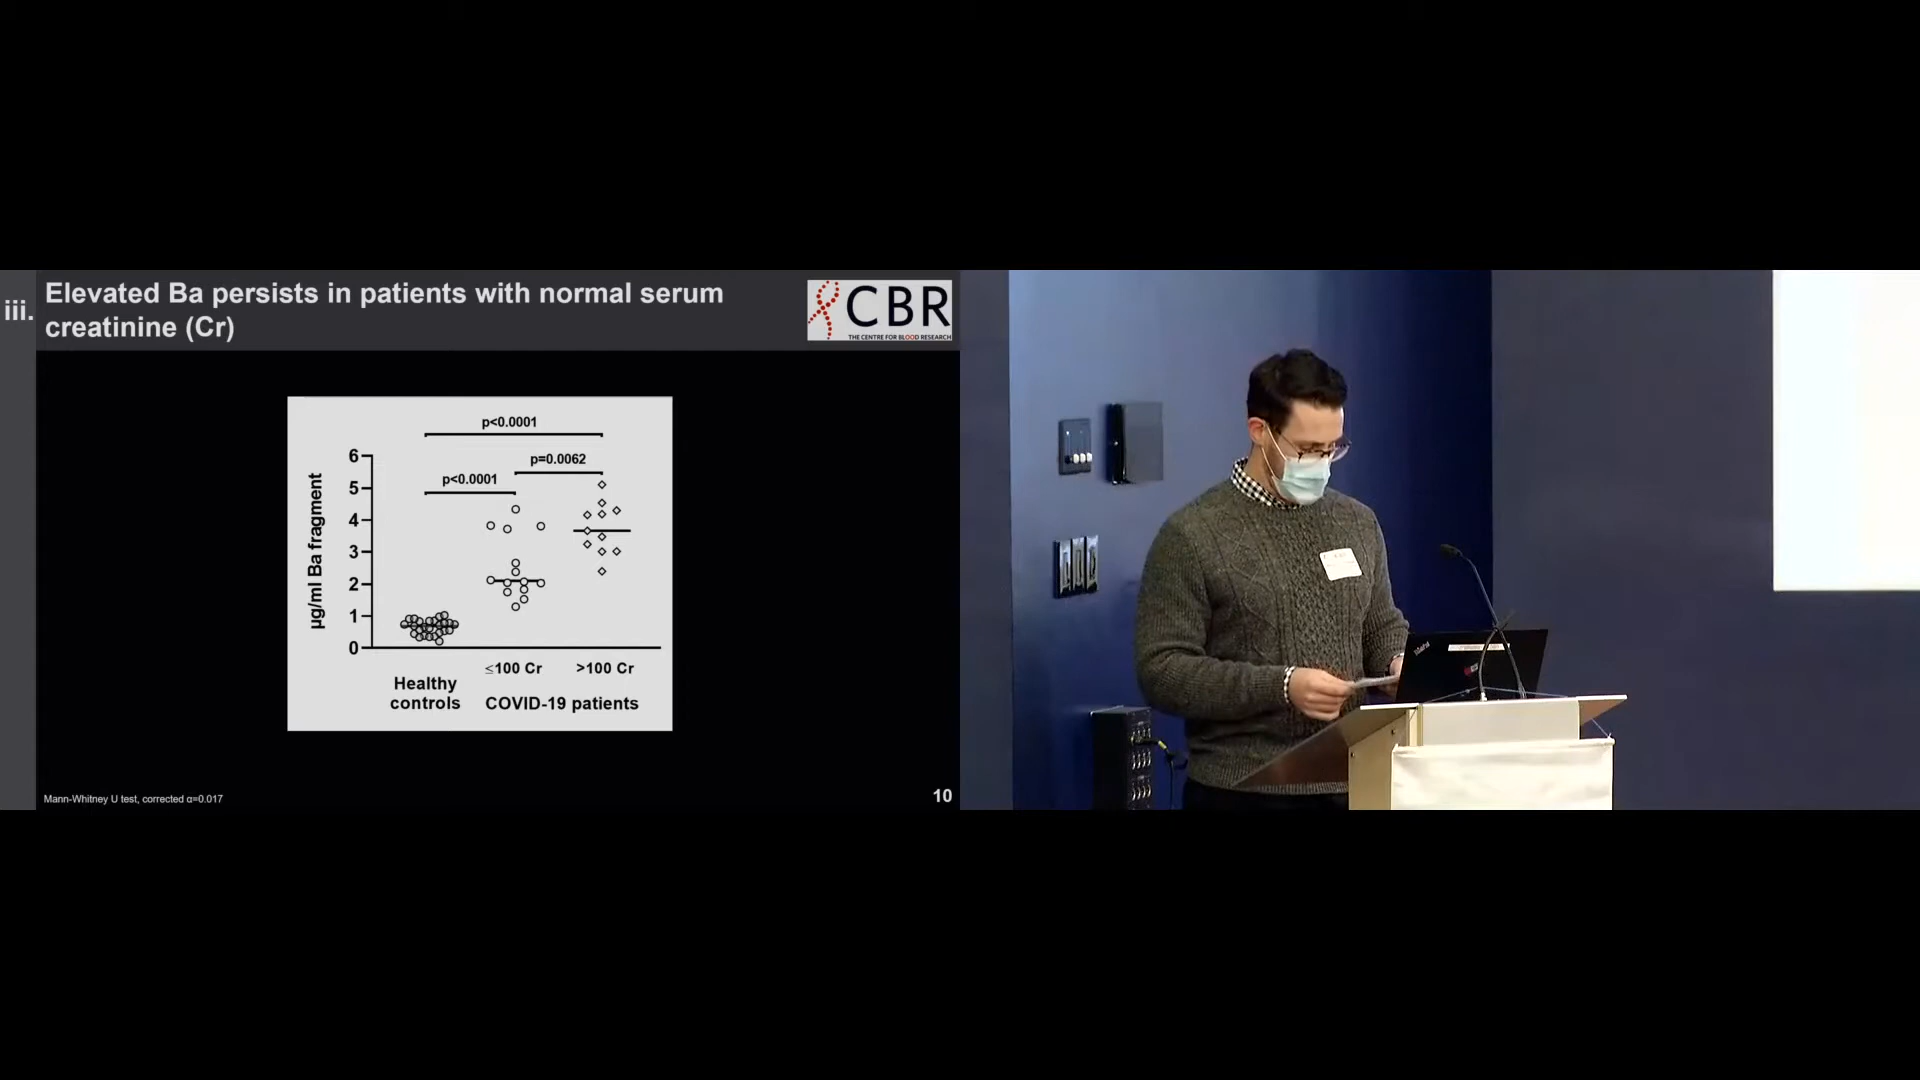 iii.
Elevated Ba persists in patients with normal serum
creatinine (Cr)
CBR
THE CENTRE FOR BLOOD RESEARCH
p<0.0001
p=0.0062
p<0.0001
6
5
4
3
2
1
0
µg/ml Ba fragment
≤100 Cr
>100 Cr
Healthy
controls
COVID-19 patients
Mann-Whitney U test, corrected α=0.017
10